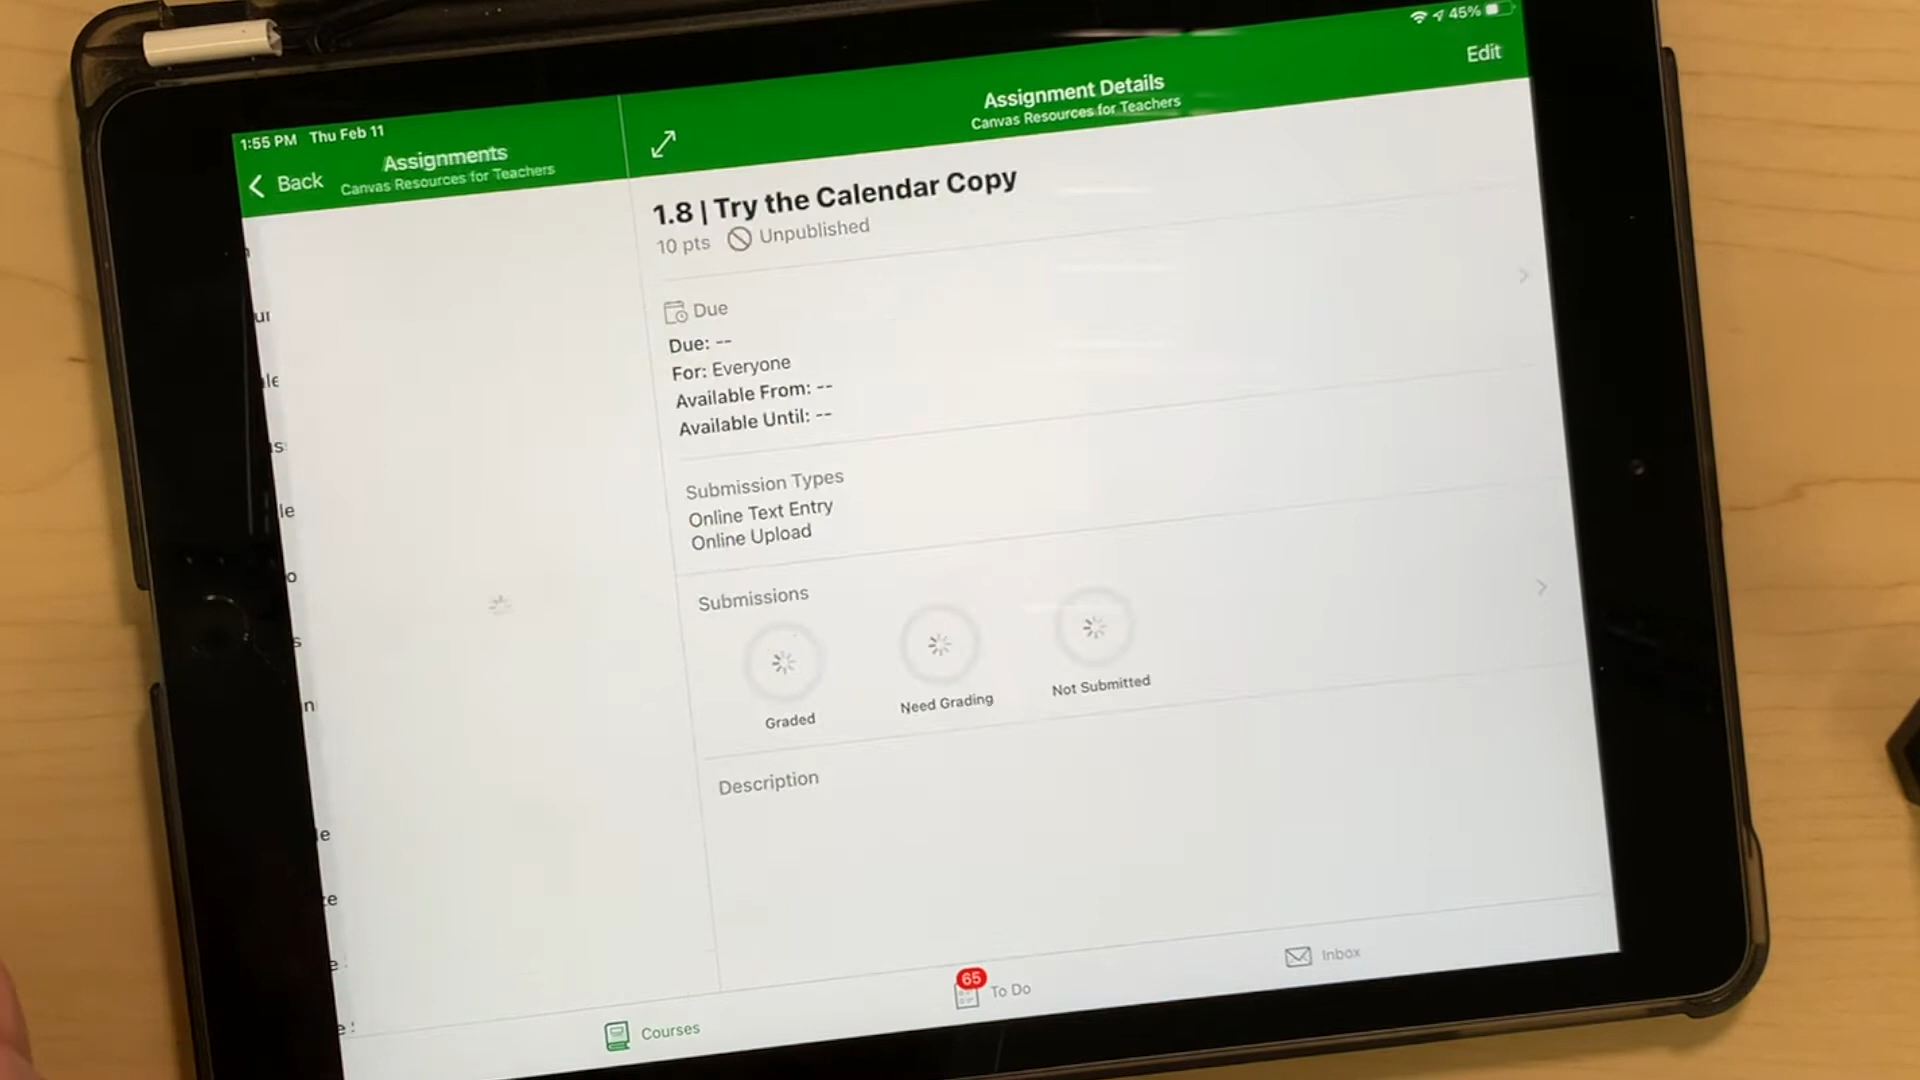 1:55 PM Thu Feb 11
45%
Back
Assignments
Canvas Resources for Teachers
Assignment Details
Canvas Resources for Teachers
Edit
1.8 | Try the Calendar Copy
10 pts Unpublished
Due
Due: --
For: Everyone
Available From: --
Available Until: --
Submission Types
Online Text Entry
Online Upload
Submissions
Graded
Need Grading
Not Submitted
Description
Courses
65
To Do
Inbox